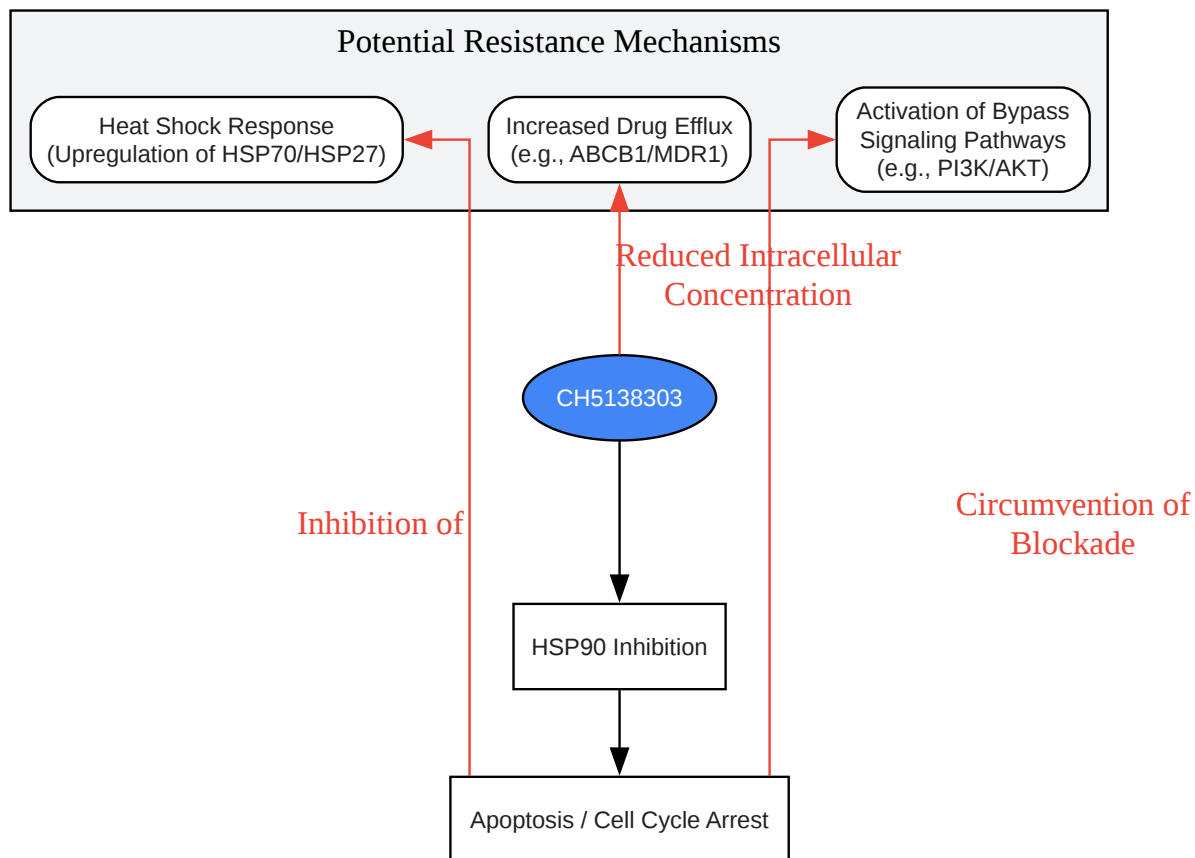 Potential Resistance Mechanisms
Heat Shock Response
(Upregulation of HSP70/HSP27)
Increased Drug Efflux
(e.g., ABCB1/MDR1)
Activation of Bypass
Signaling Pathways
(e.g., PI3K/AKT)
Reduced Intracellular
Concentration
CH5138303
Inhibition of
Circumvention of
Blockade
HSP90 Inhibition
Apoptosis / Cell Cycle Arrest